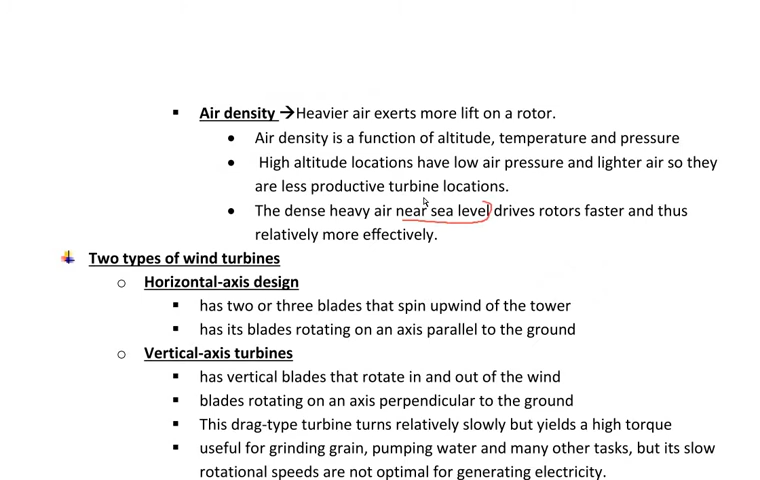 ▪ Air density →Heavier air exerts more lift on a rotor.
• Air density is a function of altitude, temperature and pressure
• High altitude locations have low air pressure and lighter air so they
are less productive turbine locations.
• The dense heavy air near sea level drives rotors faster and thus
relatively more effectively.
Two types of wind turbines
o Horizontal-axis design
▪ has two or three blades that spin upwind of the tower
▪ has its blades rotating on an axis parallel to the ground
o Vertical-axis turbines
▪ has vertical blades that rotate in and out of the wind
▪ blades rotating on an axis perpendicular to the ground
▪ This drag-type turbine turns relatively slowly but yields a high torque
▪ useful for grinding grain, pumping water and many other tasks, but its slow
rotational speeds are not optimal for generating electricity.